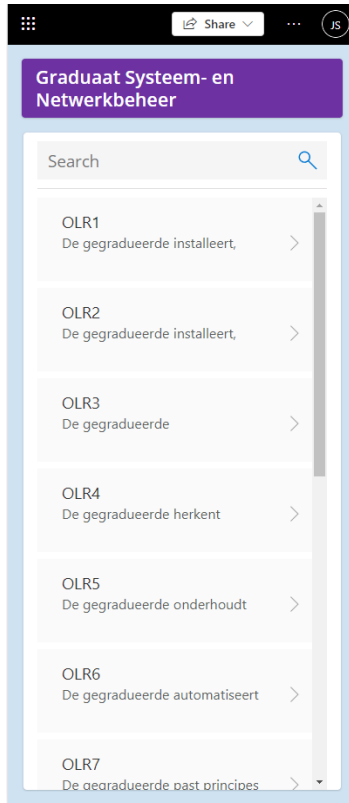 Share
JS
Graduaat Systeem- en
Netwerkbeheer
Search
OLR1
De gegradueerde installeert,
OLR2
De gegradueerde installeert,
OLR3
De gegradueerde
OLR4
De gegradueerde herkent
OLR5
De gegradueerde onderhoudt
OLR6
De gegradueerde automatiseert
OLR7
De gegradueerde past principes